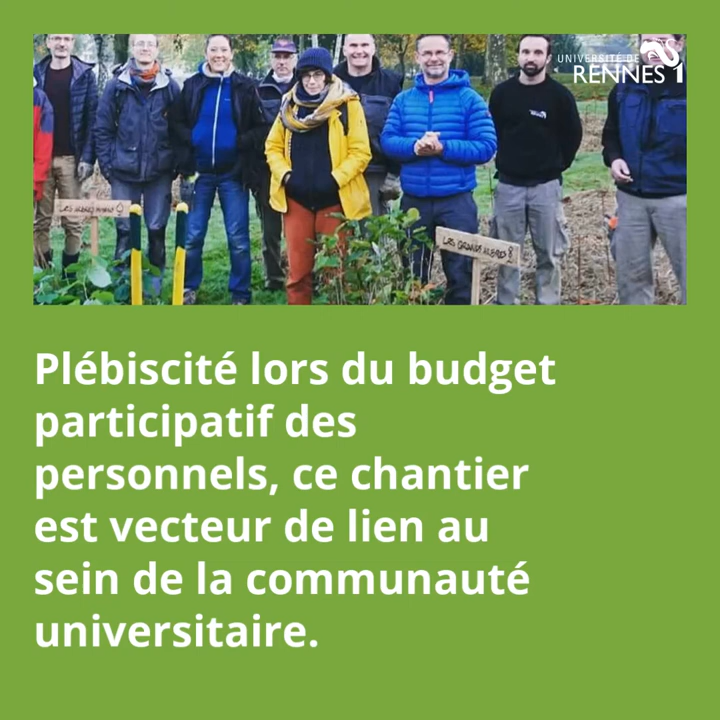 UNIVERSITÉ DE
RENNES 1
Plébiscité lors du budget
participatif des
personnels, ce chantier
est vecteur de lien au
sein de la communauté
universitaire.